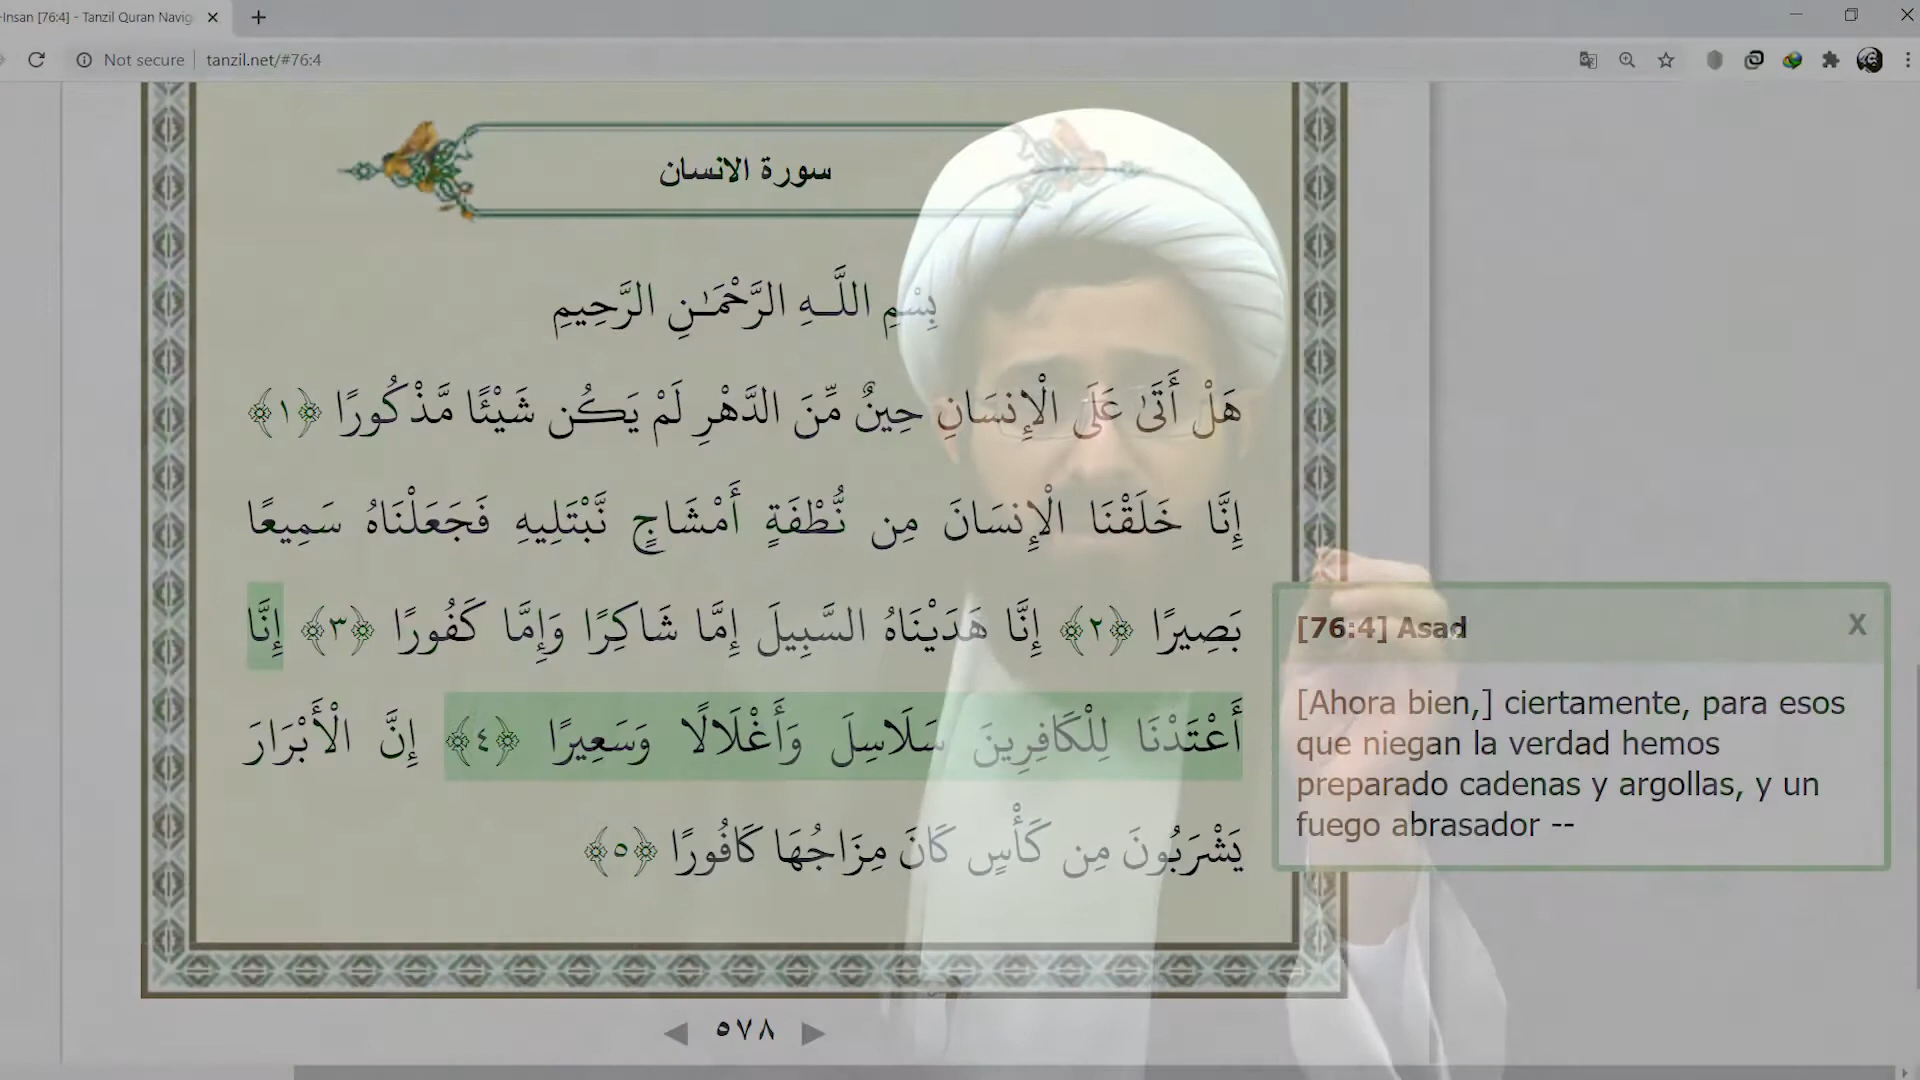 -Insan [76:4] - Tanzil Quran Navig
Not secure
tanzil.net/#76:4
سورة الانسان
بِسْمِ اللَّـهِ الرَّحْمَـٰنِ الرَّحِيمِ
هَلْ أَتَىٰ عَلَى الْإِنسَانِ حِينٌ مِّنَ الدَّهْرِ لَمْ يَكُن شَيْئًا مَّذْكُورًا ﴿١﴾
إِنَّا خَلَقْنَا الْإِنسَانَ مِن نُّطْفَةٍ أَمْشَاجٍ نَّبْتَلِيهِ فَجَعَلْنَاهُ سَمِيعًا
بَصِيرًا ﴿٢﴾ إِنَّا هَدَيْنَاهُ السَّبِيلَ إِمَّا شَاكِرًا وَإِمَّا كَفُورًا ﴿٣﴾ إِنَّا
أَعْتَدْنَا لِلْكَافِرِينَ سَلَاسِلَ وَأَغْلَالًا وَسَعِيرًا ﴿٤﴾ إِنَّ الْأَبْرَارَ
يَشْرَبُونَ مِن كَأْسٍ كَانَ مِزَاجُهَا كَافُورًا ﴿٥﴾
[76:4] Asad
X
[Ahora bien,] ciertamente, para esos
que niegan la verdad hemos
preparado cadenas y argollas, y un
fuego abrasador --
٥٧٨